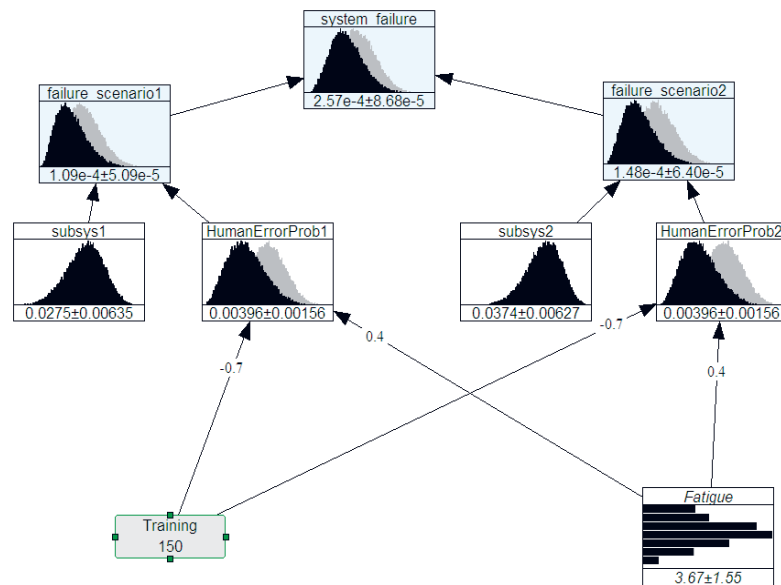 system_failure
2.57e-4±8.68e-5
failure_scenario1
1.09e-4±5.09e-5
failure_scenario2
1.48e-4±6.40e-5
subsys1
0.0275±0.00635
HumanErrorProb1
0.00396±0.00156
subsys2
0.0374±0.00627
HumanErrorProb2
0.00396±0.00156
-0.7
0.4
-0.7
0.4
Training
150
Fatigue
3.67±1.55